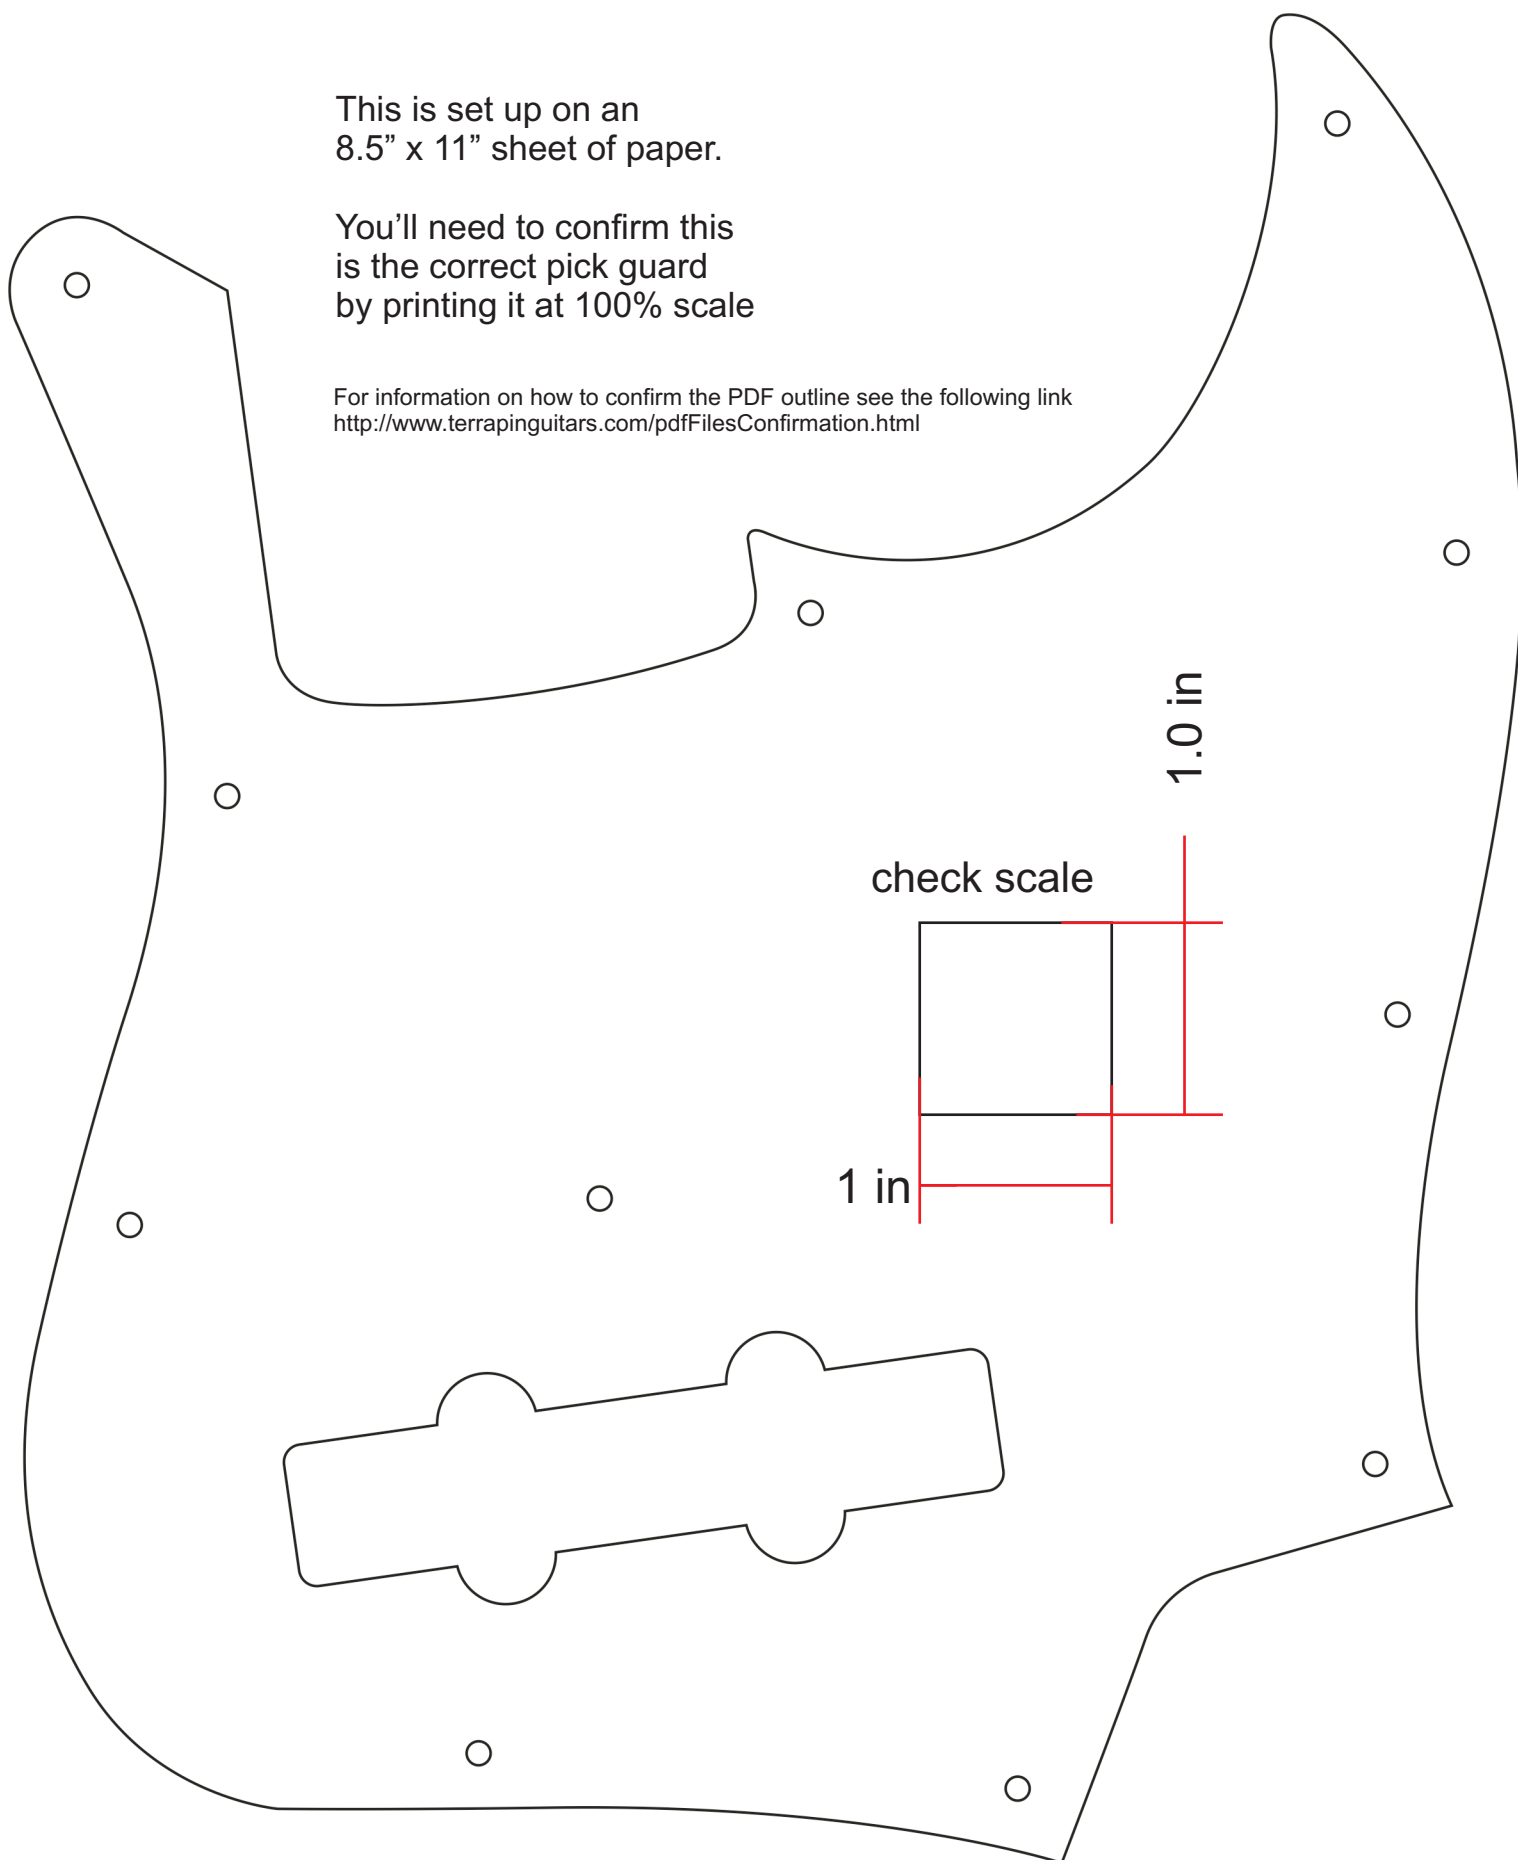 This is set up on an
8.5” x 11” sheet of paper.
You’ll need to confirm this
is the correct pick guard
by printing it at 100% scale
For information on how to confirm the PDF outline see the following link
http://www.terrapinguitars.com/pdfFilesConfirmation.html
1.0 in
check scale
1 in